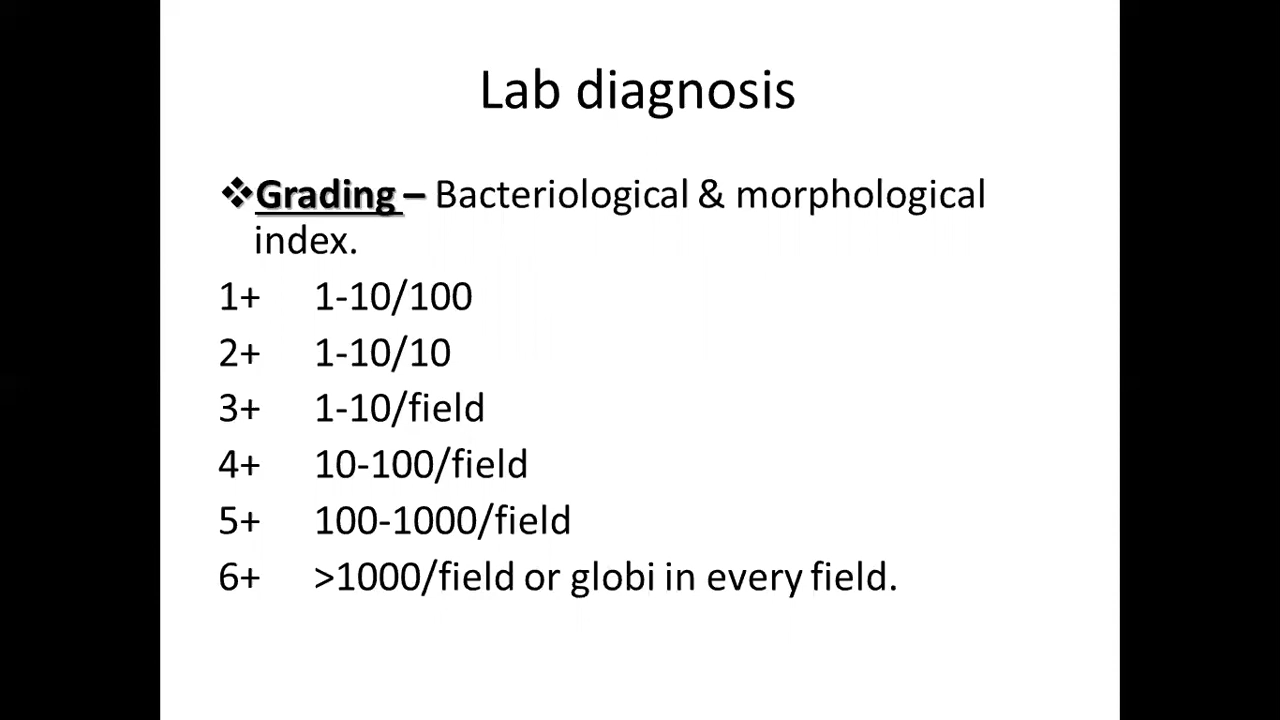 Lab diagnosis
❖Grading – Bacteriological & morphological
index.
1+ 1-10/100
2+ 1-10/10
3+ 1-10/field
4+ 10-100/field
5+ 100-1000/field
6+ >1000/field or globi in every field.